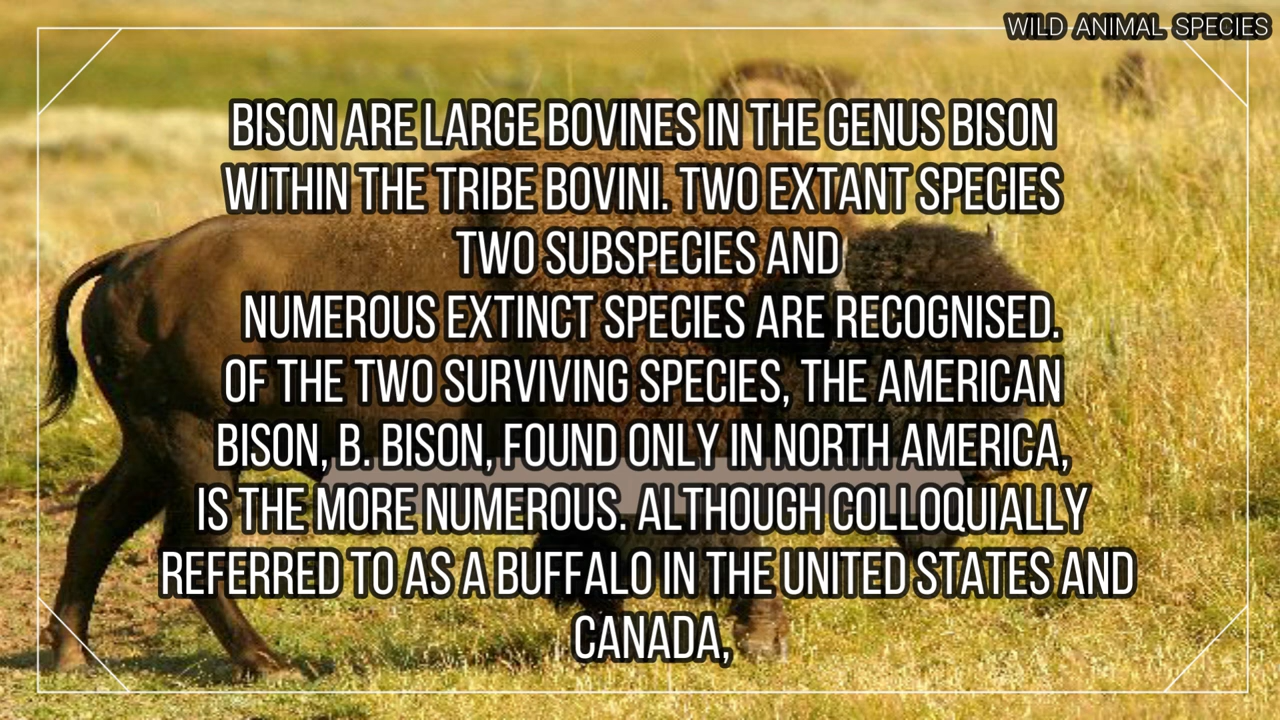 WILD ANIMAL SPECIES
BISON ARE LARGE BOVINES IN THE GENUS BISON
WITHIN THE TRIBE BOVINI. TWO EXTANT SPECIES
TWO SUBSPECIES AND
NUMEROUS EXTINCT SPECIES ARE RECOGNISED.
OF THE TWO SURVIVING SPECIES, THE AMERICAN
BISON, B. BISON, FOUND ONLY IN NORTH AMERICA,
IS THE MORE NUMEROUS. ALTHOUGH COLLOQUIALLY
REFERRED TO AS A BUFFALO IN THE UNITED STATES AND
CANADA,